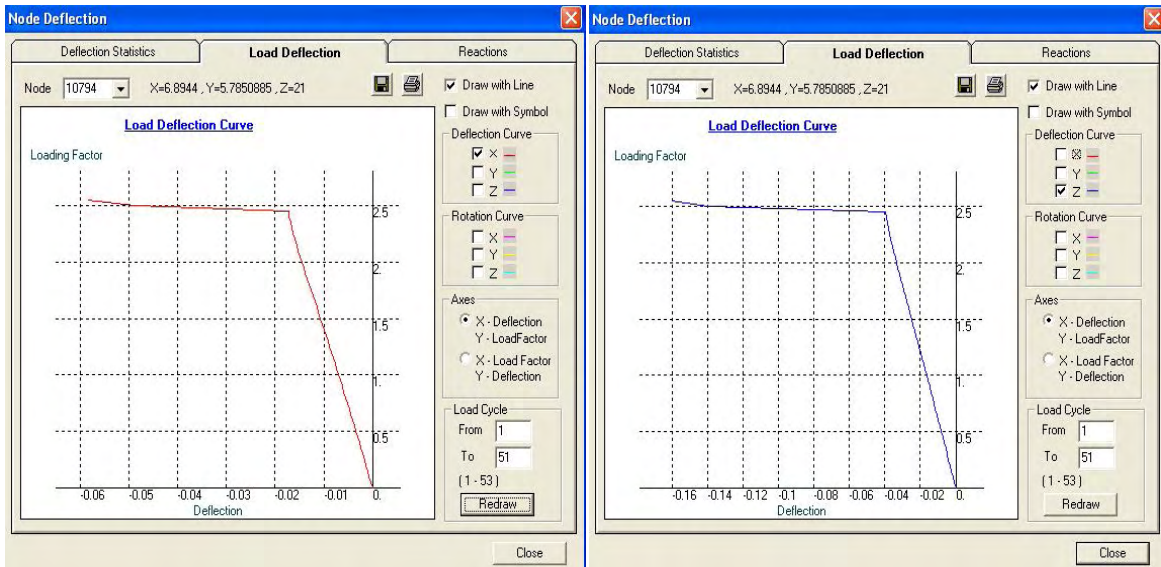 Node Deflection
Deflection Statistics
Load Deflection
Reactions
Node
10794
X=6.8944 , Y=5.7850885 , Z=21
Draw with Line
Draw with Symbol
Load Deflection Curve
Loading Factor
2.5
2.
1.5
1.
0.5
-0.06 -0.05 -0.04 -0.03 -0.02 -0.01 0.
Deflection
Deflection Curve
X
Y
Z
Rotation Curve
X
Y
Z
Axes
X - Deflection
Y - LoadFactor
X - Load Factor
Y - Deflection
Load Cycle
From 1
To 51
( 1 - 53 )
Redraw
Close
Node Deflection
Deflection Statistics
Load Deflection
Reactions
Node
10794
X=6.8944 , Y=5.7850885 , Z=21
Draw with Line
Draw with Symbol
Load Deflection Curve
Loading Factor
2.5
2.
1.5
1.
0.5
-0.16 -0.14 -0.12 -0.1 -0.08 -0.06 -0.04 -0.02 0.
Deflection
Deflection Curve
X
Y
Z
Rotation Curve
X
Y
Z
Axes
X - Deflection
Y - LoadFactor
X - Load Factor
Y - Deflection
Load Cycle
From 1
To 51
( 1 - 53 )
Redraw
Close